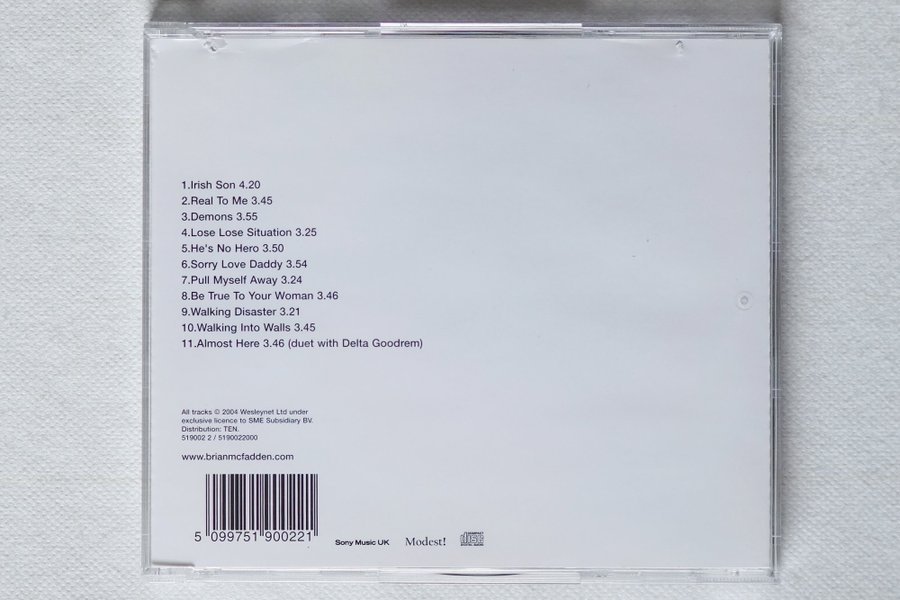 1.Irish Son 4.20
2.Real To Me 3.45
3.Demons 3.55
4.Lose Lose Situation 3.25
5.He's No Hero 3.50
6.Sorry Love Daddy 3.54
7.Pull Myself Away 3.24
8.Be True To Your Woman 3.46
9.Walking Disaster 3.21
10.Walking Into Walls 3.45
11.Almost Here 3.46 (duet with Delta Goodrem)
All tracks © 2004 Wesleynet Ltd under
exclusive licence to SME Subsidiary BV.
Distribution: TEN.
519002 2 / 5190022000
www.brianmcfadden.com
5 099751 900221
Sony Music UK
Modest!
COMPACT
disc
DIGITAL AUDIO